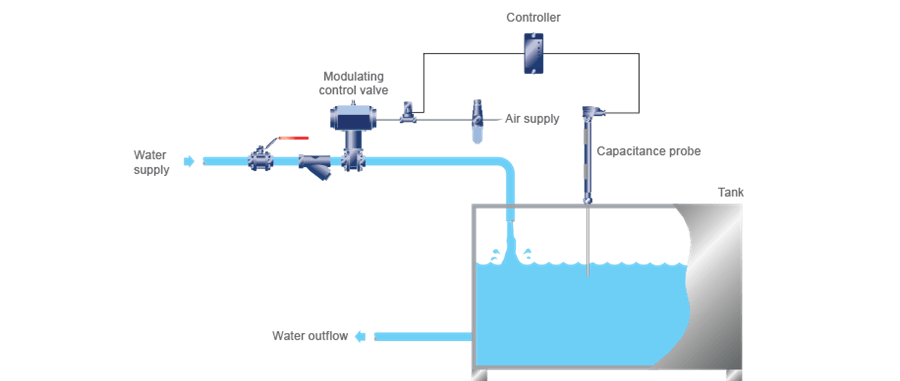 Controller
Modulating
control valve
Air supply
Water
supply
Capacitance probe
Tank
Water outflow